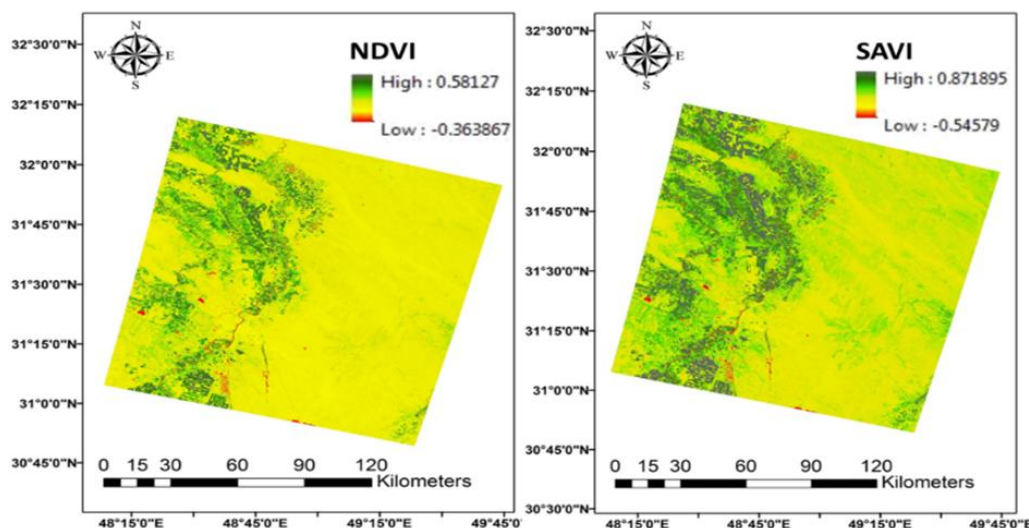 N
W E
S
NDVI
High : 0.58127
Low : -0.363867
32°30'0"N
32°15'0"N
32°0'0"N
31°45'0"N
31°30'0"N
31°15'0"N
31°0'0"N
30°45'0"N
0 15 30 60 90 120
Kilometers
48°15'0"E 48°45'0"E 49°15'0"E 49°45'0"E
N
W E
S
SAVI
High : 0.871895
Low : -0.54579
32°30'0"N
32°15'0"N
32°0'0"N
31°45'0"N
31°30'0"N
31°15'0"N
31°0'0"N
30°45'0"N
30°30'0"N
0 15 30 60 90 120
Kilometers
48°15'0"E 48°45'0"E 49°15'0"E 49°45'0"E